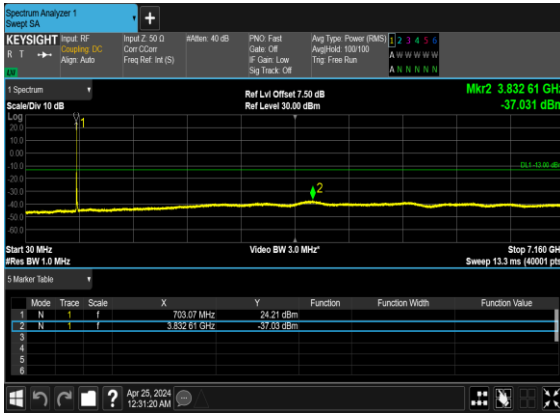 Spectrum Analyzer 1
Swept SA
+
KEYSIGHT Input: RF Input Z: 50 Ω #Atten: 40 dB PNO: Fast Avg Type: Power (RMS) 1 2 3 4 5 6
R T Coupling: DC Corr CCorr Gate: Off Avg|Hold: 100/100 A W W W W W
Align: Auto Freq Ref: Int (S) IF Gain: Low Trig: Free Run
Sig Track: Off A N N N N N
1 Spectrum Ref Lvl Offset 7.50 dB Mkr2 3.832 61 GHz
Scale/Div 10 dB Ref Level 30.00 dBm -37.031 dBm
Log
20.0
10.0
0.00
-10.0
-20.0
-30.0
-40.0
-50.0
-60.0
1
DL1 -13.00 dBm
2
Start 30 MHz Video BW 3.0 MHz* Stop 7.160 GH
#Res BW 1.0 MHz Sweep 13.3 ms (40001 pts
5 Marker Table
Mode Trace Scale X Y Function Function Width Function Value
1 N 1 f 703.07 MHz 24.21 dBm
2 N 1 f 3.832 61 GHz -37.03 dBm
3
4
5
6
? Apr 25, 2024
12:31:20 AM